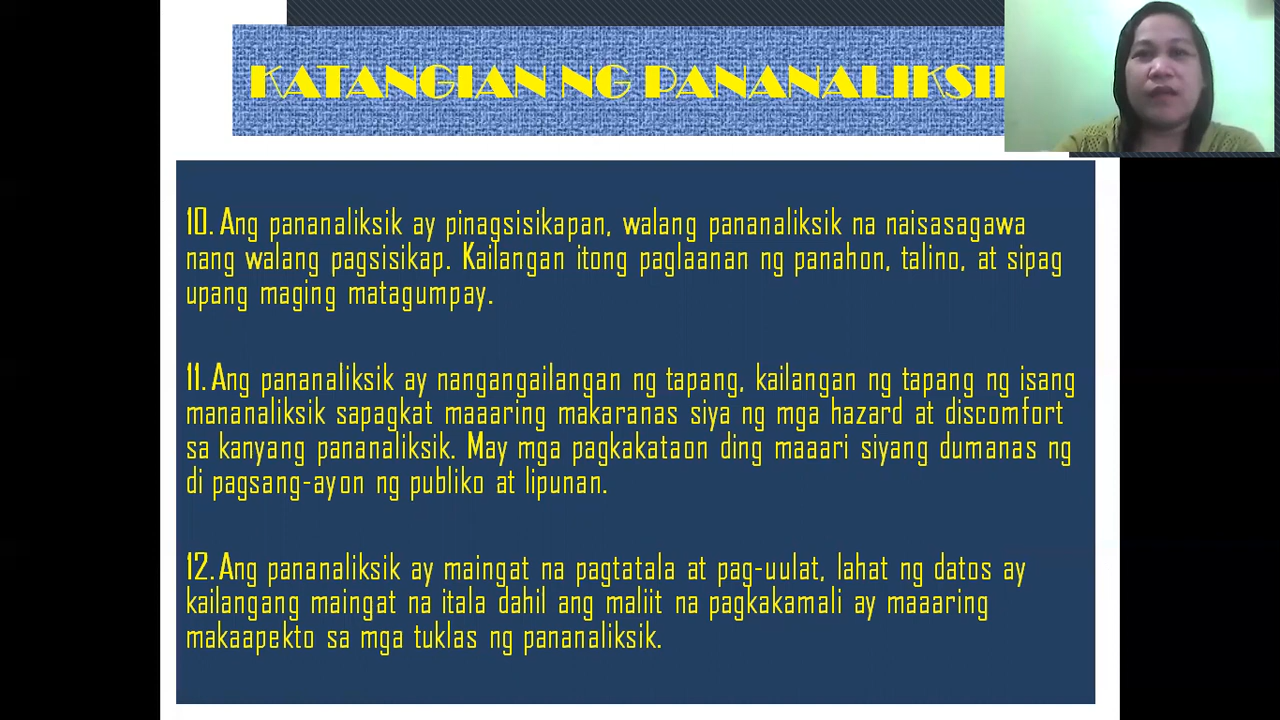 KATANGIAN NG PANANALIKSI
10. Ang pananaliksik ay pinagsisikapan, walang pananaliksik na naisasagawa
nang walang pagsisikap. Kailangan itong paglaanan ng panahon, talino, at sipag
upang maging matagumpay.
11. Ang pananaliksik ay nangangailangan ng tapang, kailangan ng tapang ng isang
mananaliksik sapagkat maaaring makaranas siya ng mga hazard at discomfort
sa kanyang pananaliksik. May mga pagkakataon ding maaari siyang dumanas ng
di pagsang-ayon ng publiko at lipunan.
12. Ang pananaliksik ay maingat na pagtatala at pag-uulat, lahat ng datos ay
kailangang maingat na itala dahil ang maliit na pagkakamali ay maaaring
makaapekto sa mga tuklas ng pananaliksik.